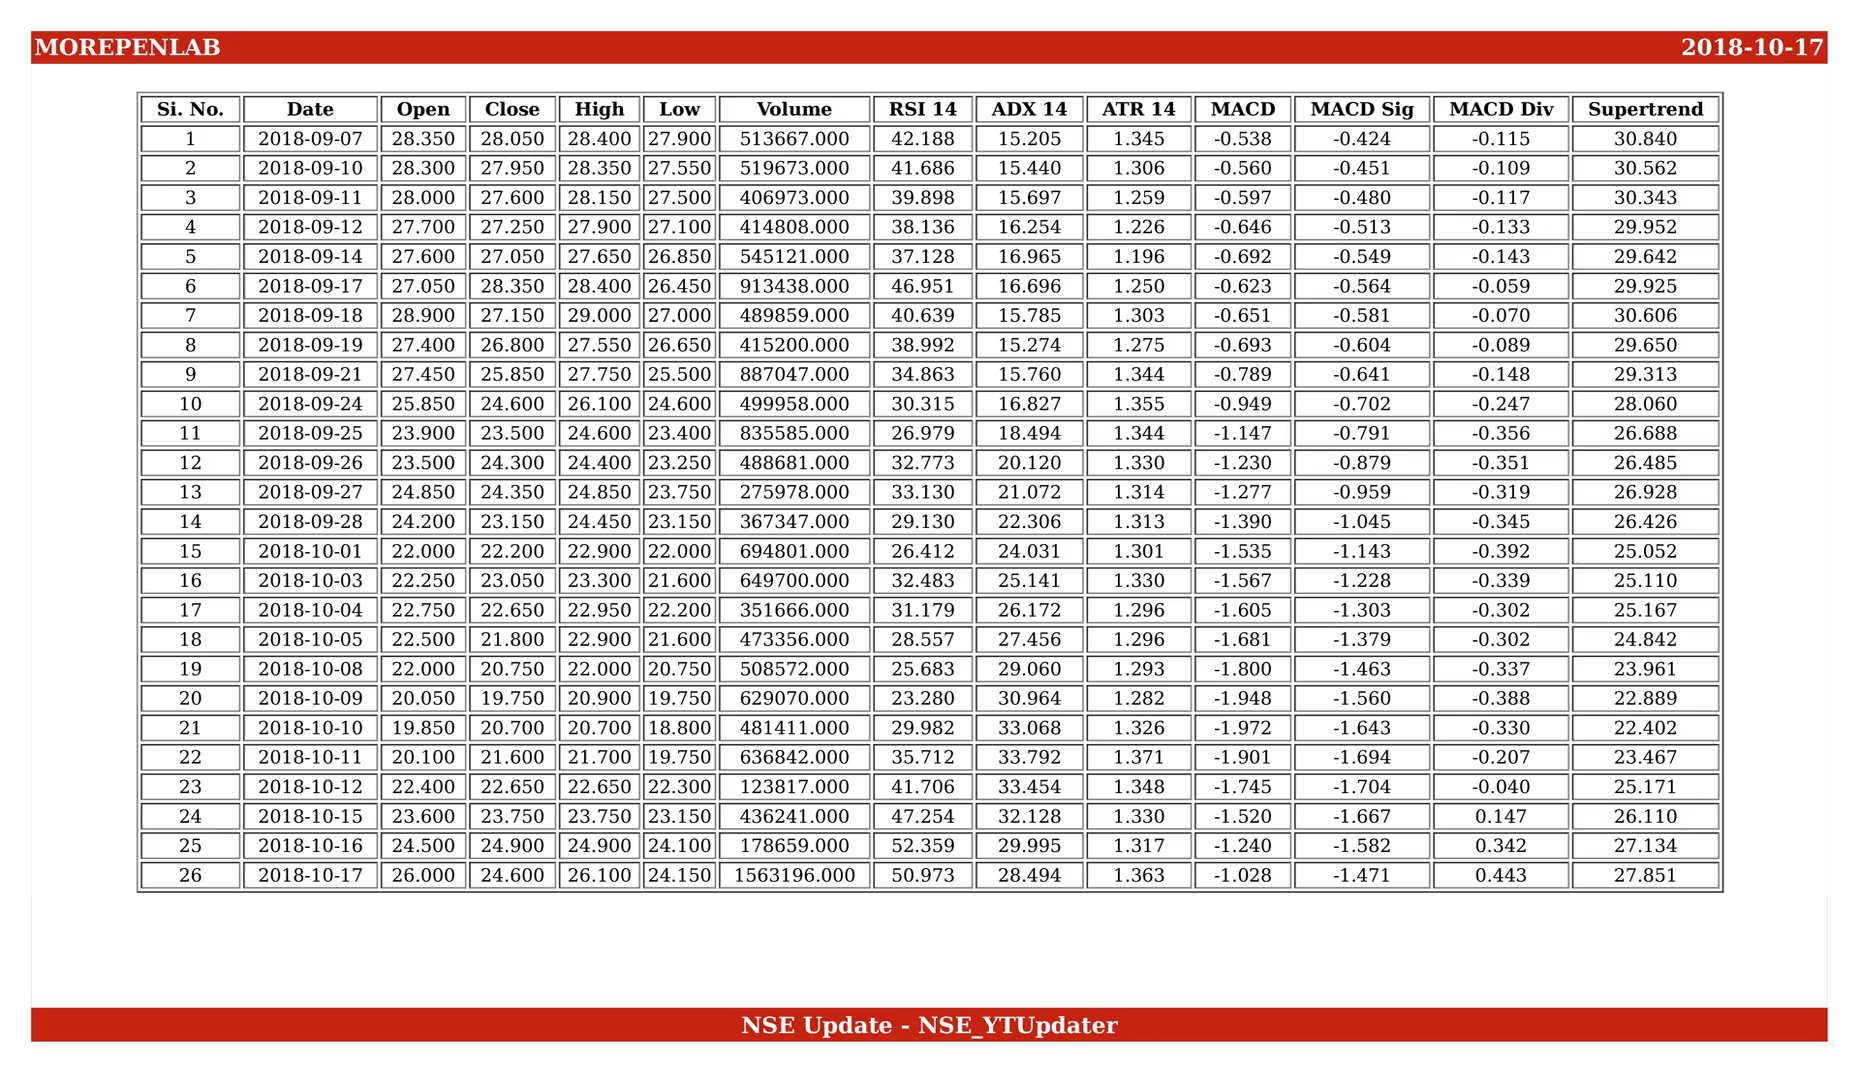 MOREPENLAB 2018-10-17
Si. No. Date Open Close High Low Volume RSI 14 ADX 14 ATR 14 MACD MACD Sig MACD Div Supertrend
1 2018-09-07 28.350 28.050 28.400 27.900 513667.000 42.188 15.205 1.345 -0.538 -0.424 -0.115 30.840
2 2018-09-10 28.300 27.950 28.350 27.550 519673.000 41.686 15.440 1.306 -0.560 -0.451 -0.109 30.562
3 2018-09-11 28.000 27.600 28.150 27.500 406973.000 39.898 15.697 1.259 -0.597 -0.480 -0.117 30.343
4 2018-09-12 27.700 27.250 27.900 27.100 414808.000 38.136 16.254 1.226 -0.646 -0.513 -0.133 29.952
5 2018-09-14 27.600 27.050 27.650 26.850 545121.000 37.128 16.965 1.196 -0.692 -0.549 -0.143 29.642
6 2018-09-17 27.050 28.350 28.400 26.450 913438.000 46.951 16.696 1.250 -0.623 -0.564 -0.059 29.925
7 2018-09-18 28.900 27.150 29.000 27.000 489859.000 40.639 15.785 1.303 -0.651 -0.581 -0.070 30.606
8 2018-09-19 27.400 26.800 27.550 26.650 415200.000 38.992 15.274 1.275 -0.693 -0.604 -0.089 29.650
9 2018-09-21 27.450 25.850 27.750 25.500 887047.000 34.863 15.760 1.344 -0.789 -0.641 -0.148 29.313
10 2018-09-24 25.850 24.600 26.100 24.600 499958.000 30.315 16.827 1.355 -0.949 -0.702 -0.247 28.060
11 2018-09-25 23.900 23.500 24.600 23.400 835585.000 26.979 18.494 1.344 -1.147 -0.791 -0.356 26.688
12 2018-09-26 23.500 24.300 24.400 23.250 488681.000 32.773 20.120 1.330 -1.230 -0.879 -0.351 26.485
13 2018-09-27 24.850 24.350 24.850 23.750 275978.000 33.130 21.072 1.314 -1.277 -0.959 -0.319 26.928
14 2018-09-28 24.200 23.150 24.450 23.150 367347.000 29.130 22.306 1.313 -1.390 -1.045 -0.345 26.426
15 2018-10-01 22.000 22.200 22.900 22.000 694801.000 26.412 24.031 1.301 -1.535 -1.143 -0.392 25.052
16 2018-10-03 22.250 23.050 23.300 21.600 649700.000 32.483 25.141 1.330 -1.567 -1.228 -0.339 25.110
17 2018-10-04 22.750 22.650 22.950 22.200 351666.000 31.179 26.172 1.296 -1.605 -1.303 -0.302 25.167
18 2018-10-05 22.500 21.800 22.900 21.600 473356.000 28.557 27.456 1.296 -1.681 -1.379 -0.302 24.842
19 2018-10-08 22.000 20.750 22.000 20.750 508572.000 25.683 29.060 1.293 -1.800 -1.463 -0.337 23.961
20 2018-10-09 20.050 19.750 20.900 19.750 629070.000 23.280 30.964 1.282 -1.948 -1.560 -0.388 22.889
21 2018-10-10 19.850 20.700 20.700 18.800 481411.000 29.982 33.068 1.326 -1.972 -1.643 -0.330 22.402
22 2018-10-11 20.100 21.600 21.700 19.750 636842.000 35.712 33.792 1.371 -1.901 -1.694 -0.207 23.467
23 2018-10-12 22.400 22.650 22.650 22.300 123817.000 41.706 33.454 1.348 -1.745 -1.704 -0.040 25.171
24 2018-10-15 23.600 23.750 23.750 23.150 436241.000 47.254 32.128 1.330 -1.520 -1.667 0.147 26.110
25 2018-10-16 24.500 24.900 24.900 24.100 178659.000 52.359 29.995 1.317 -1.240 -1.582 0.342 27.134
26 2018-10-17 26.000 24.600 26.100 24.150 1563196.000 50.973 28.494 1.363 -1.028 -1.471 0.443 27.851
NSE Update - NSE_YTUpdater